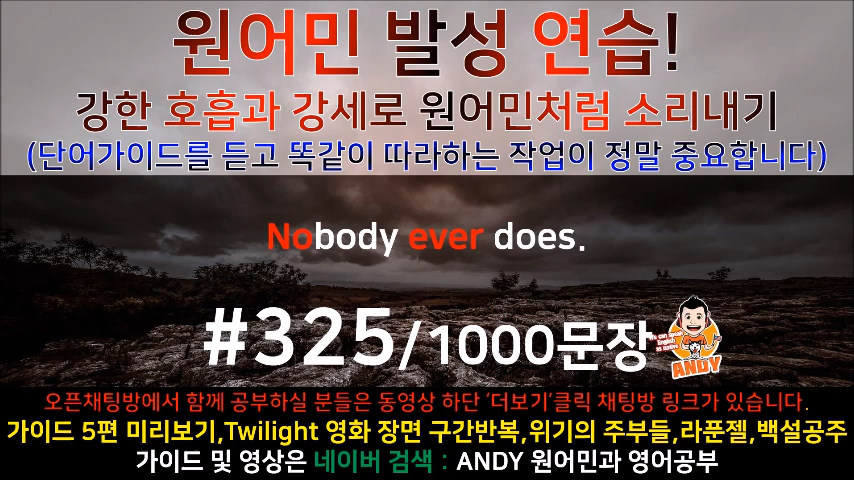 원어민 발성 연습!
강한 호흡과 강세로 원어민처럼 소리내기
(단어가이드를 듣고 똑같이 따라하는 작업이 정말 중요합니다)
Nobody ever does.
#325/1000문장
ANDY
오픈채팅방에서 함께 공부하실 분들은 동영상 하단 '더보기'클릭 채팅방 링크가 있습니다.
가이드 5편 미리보기,Twilight 영화 장면 구간반복,위기의 주부들,라푼젤,백설공주
가이드 및 영상은 네이버 검색 : ANDY 원어민과 영어공부